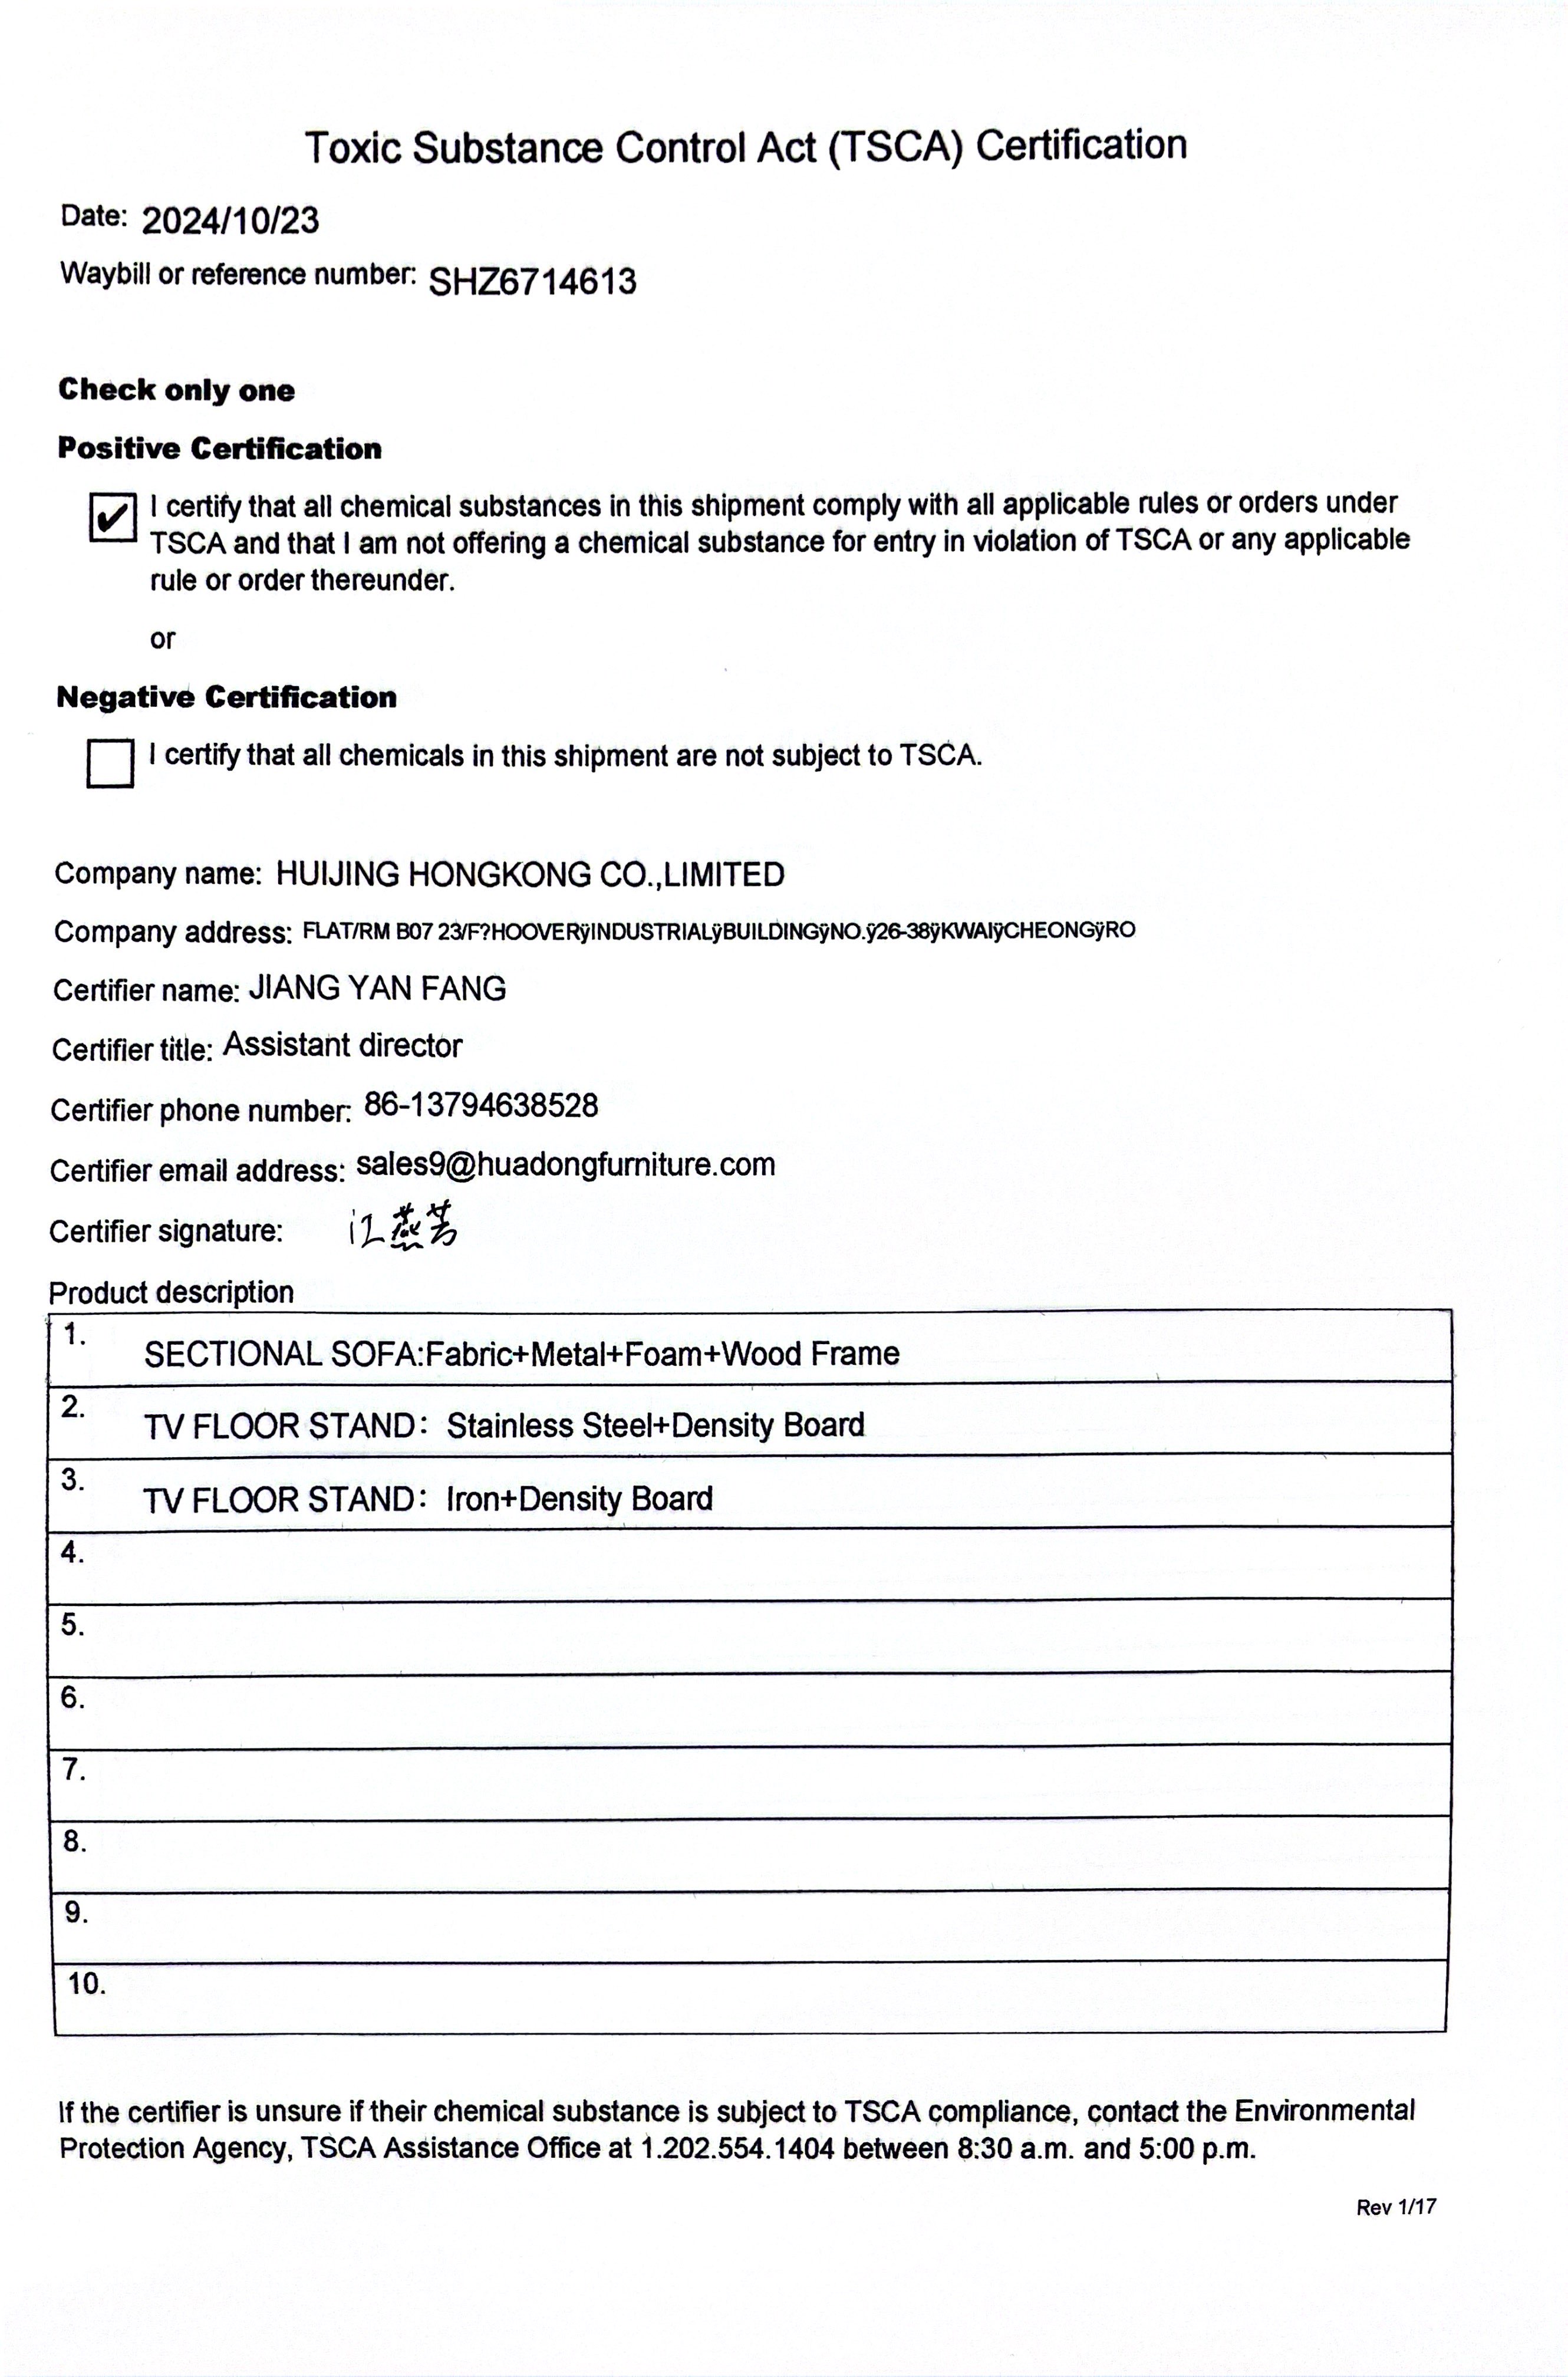 Toxic Substance Control Act (TSCA) Certification
Date: 2024/10/23
Waybill or reference number: SHZ6714613
Check only one
Positive Certification
✔ I certify that all chemical substances in this shipment comply with all applicable rules or orders under
TSCA and that I am not offering a chemical substance for entry in violation of TSCA or any applicable
rule or order thereunder.
or
Negative Certification
I certify that all chemicals in this shipment are not subject to TSCA.
Company name: HUIJING HONGKONG CO.,LIMITED
Company address: FLAT/RM B07 23/F?HOOVERÿINDUSTRIALÿBUILDINGÿNO.ÿ26-38ÿKWAIÿCHEONGÿRO
Certifier name: JIANG YAN FANG
Certifier title: Assistant director
Certifier phone number: 86-13794638528
Certifier email address: sales9@huadongfurniture.com
Certifier signature: 江燕芳
Product description
1. SECTIONAL SOFA:Fabric+Metal+Foam+Wood Frame
2. TV FLOOR STAND： Stainless Steel+Density Board
3. TV FLOOR STAND： Iron+Density Board
4.
5.
6.
7.
8.
9.
10.
If the certifier is unsure if their chemical substance is subject to TSCA compliance, contact the Environmental
Protection Agency, TSCA Assistance Office at 1.202.554.1404 between 8:30 a.m. and 5:00 p.m.
Rev 1/17